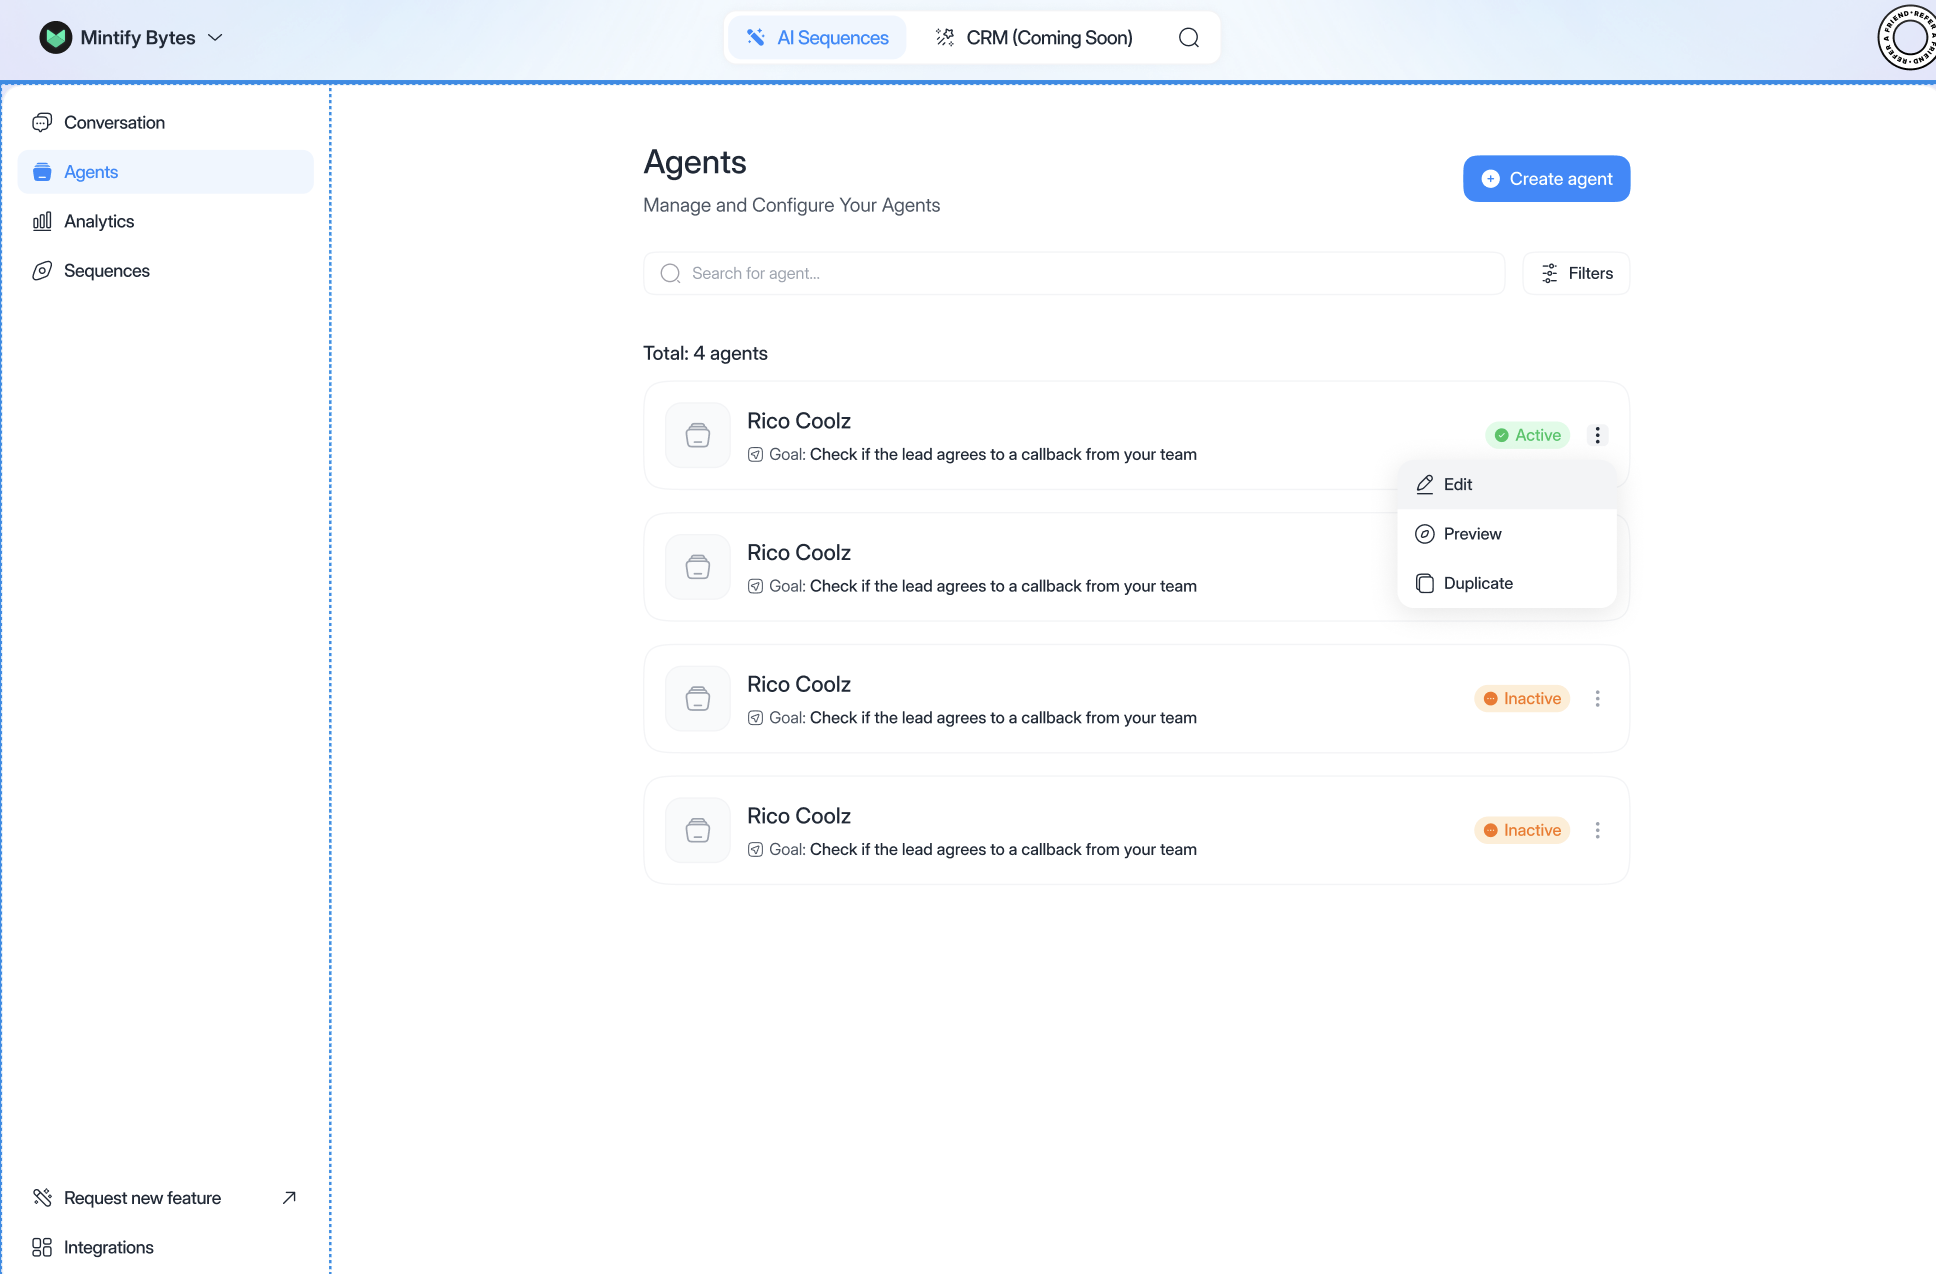 Mintify Bytes
AI Sequences
CRM (Coming Soon)
REFER A FRIEND • REFER A FRIEND •
Conversation
Agents
Analytics
Sequences
Agents
Manage and Configure Your Agents
Create agent
Search for agent...
Filters
Total: 4 agents
Rico Coolz
Goal: Check if the lead agrees to a callback from your team
Active
Edit
Preview
Duplicate
Rico Coolz
Goal: Check if the lead agrees to a callback from your team
Rico Coolz
Goal: Check if the lead agrees to a callback from your team
Inactive
Rico Coolz
Goal: Check if the lead agrees to a callback from your team
Inactive
Request new feature
Integrations